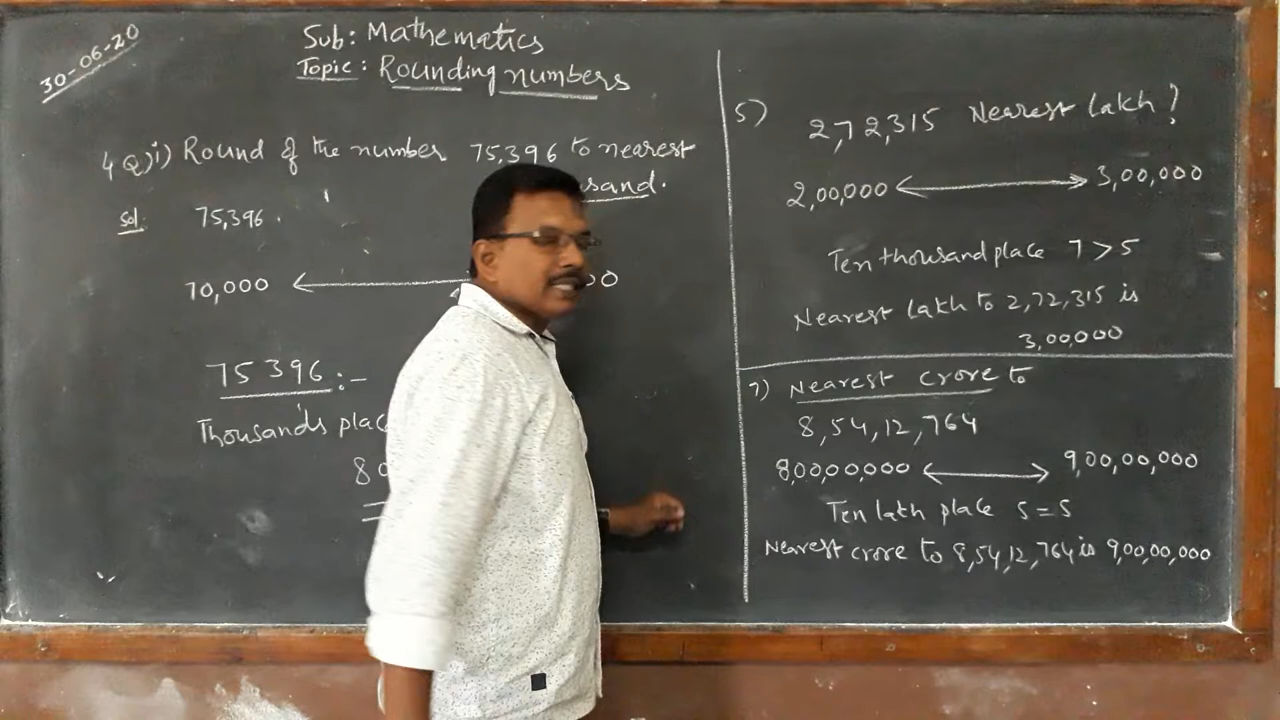 30-06-20
Sub: Mathematics
Topic: Rounding numbers
4 Q) i) Round of the number 75,396 to nearest
sand.
Sol: 75,396.
70,000
75396:-
Thousands place
80
5) 2,72,315 Nearest lakh?
2,00,000 3,00,000
Ten thousand place 7 > 5
Nearest lakh to 2,72,315 is
3,00,000
7) Nearest crore to
8,54,12,764
8,00,00,000 9,00,00,000
Ten lakh place 5 = 5
Nearest crore to 8,54,12,764 is 9,00,00,000